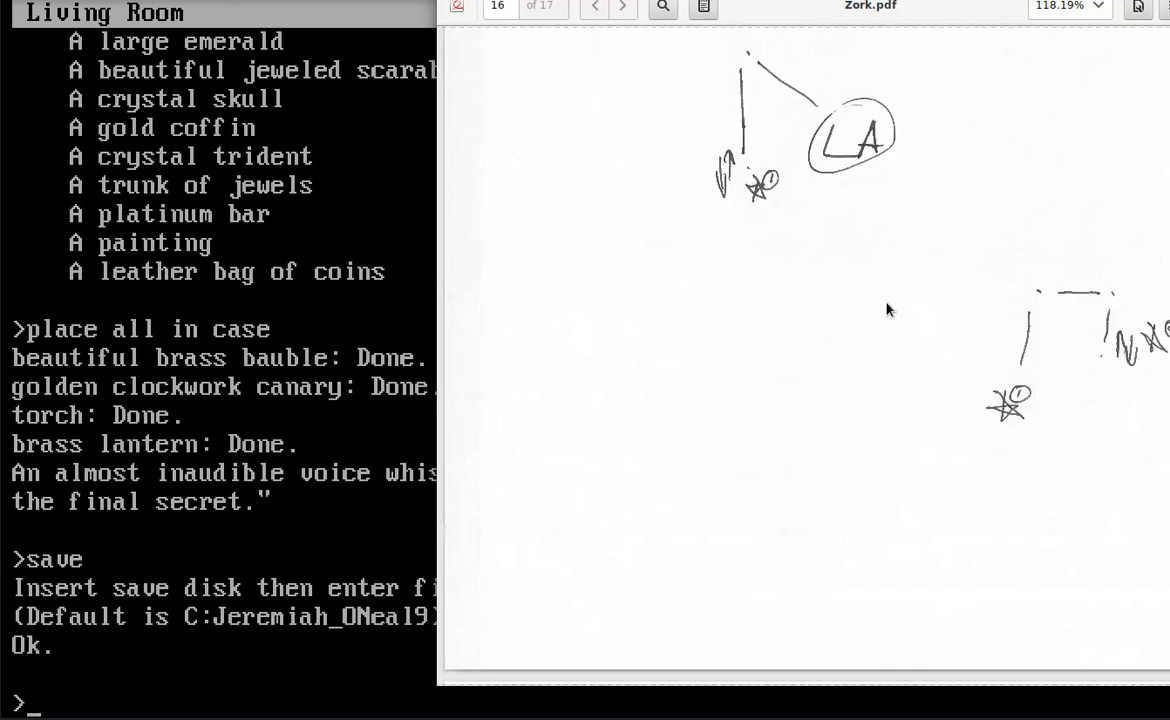 Living Room
A large emerald
A beautiful jeweled scarab
A crystal skull
A gold coffin
A crystal trident
A trunk of jewels
A platinum bar
A painting
A leather bag of coins
>place all in case
beautiful brass bauble: Done.
golden clockwork canary: Done.
torch: Done.
brass lantern: Done.
An almost inaudible voice whis
the final secret."
>save
Insert save disk then enter fi
(Default is C:Jeremiah_ONeal9)
Ok.
>_
16 of 17
Zork.pdf
118.19%
LA
1
N
1